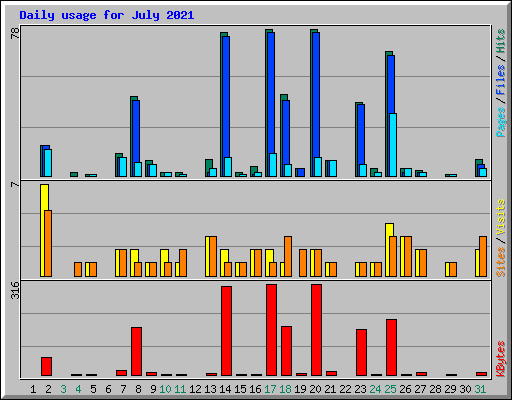 Daily usage for July 2021
78
Pages / Files / Hits
7
Sites / Visits
316
KBytes
1 2 3 4 5 6 7 8 9 10 11 12 13 14 15 16 17 18 19 20 21 22 23 24 25 26 27 28 29 30 31